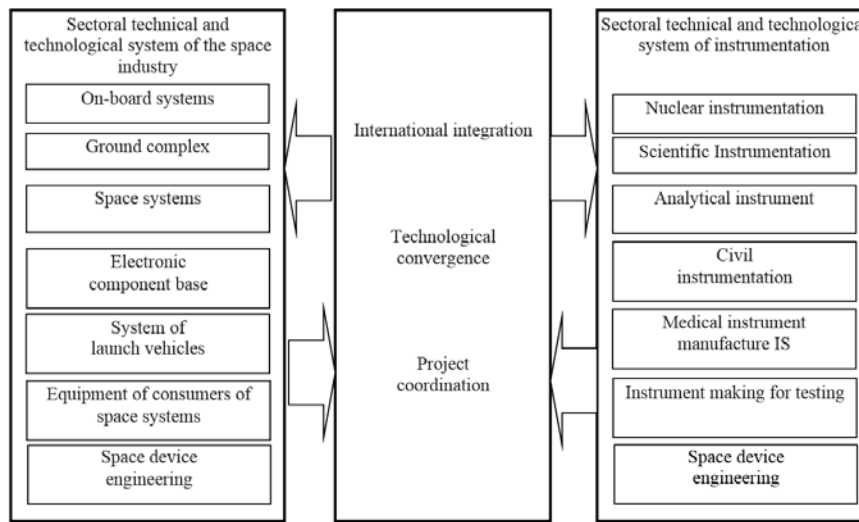 Sectoral technical and
technological system of the space
industry
On-board systems
Ground complex
Space systems
Electronic
component base
System of
launch vehicles
Equipment of consumers of
space systems
Space device
engineering
International integration
Technological
convergence
Project
coordination
Sectoral technical and technological
system of instrumentation
Nuclear instrumentation
Scientific Instrumentation
Analytical instrument
Civil
instrumentation
Medical instrument
manufacture IS
Instrument making for testing
Space device
engineering